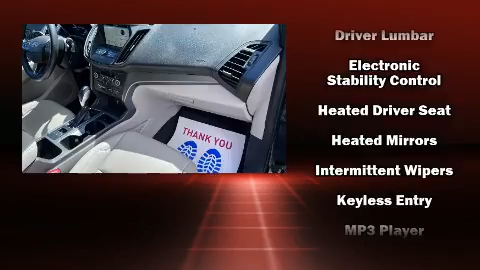 Driver Lumbar
Electronic
Stability Control
Heated Driver Seat
Heated Mirrors
Intermittent Wipers
Keyless Entry
MP3 Player
THANK YOU